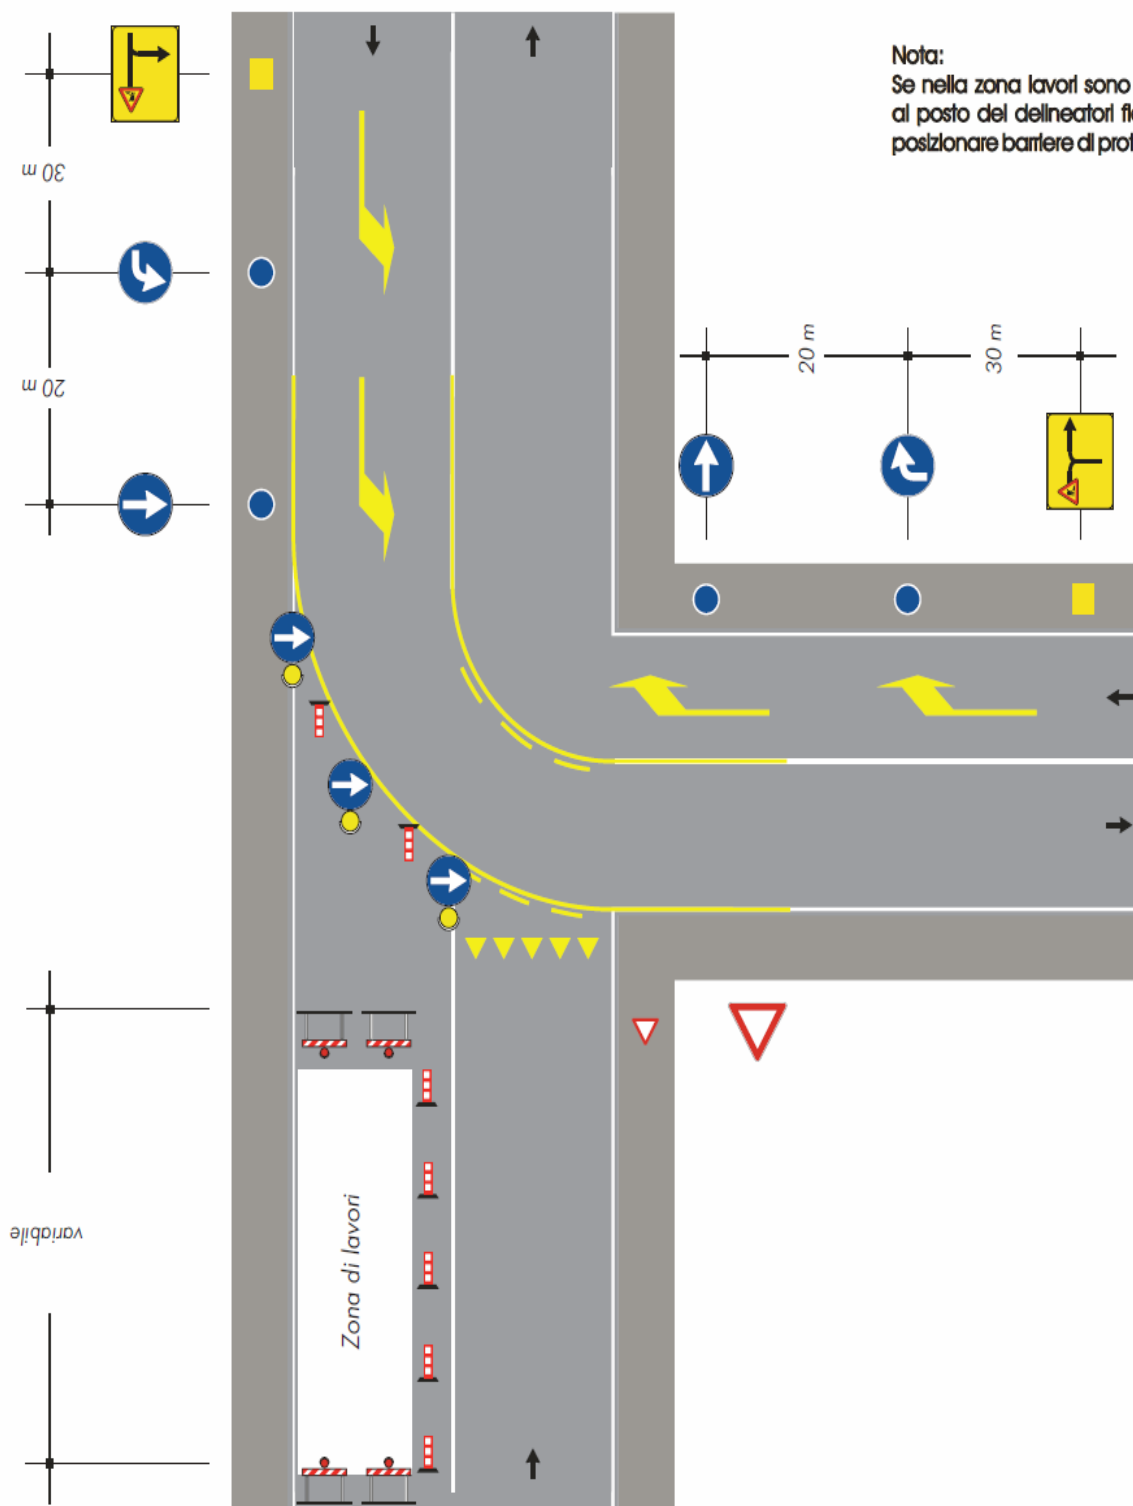 Nota:
Se nella zona lavori sono
al posto dei delineatori
posizionare barriere di
30 m
20 m
20 m
30 m
variabile
Zona di lavori